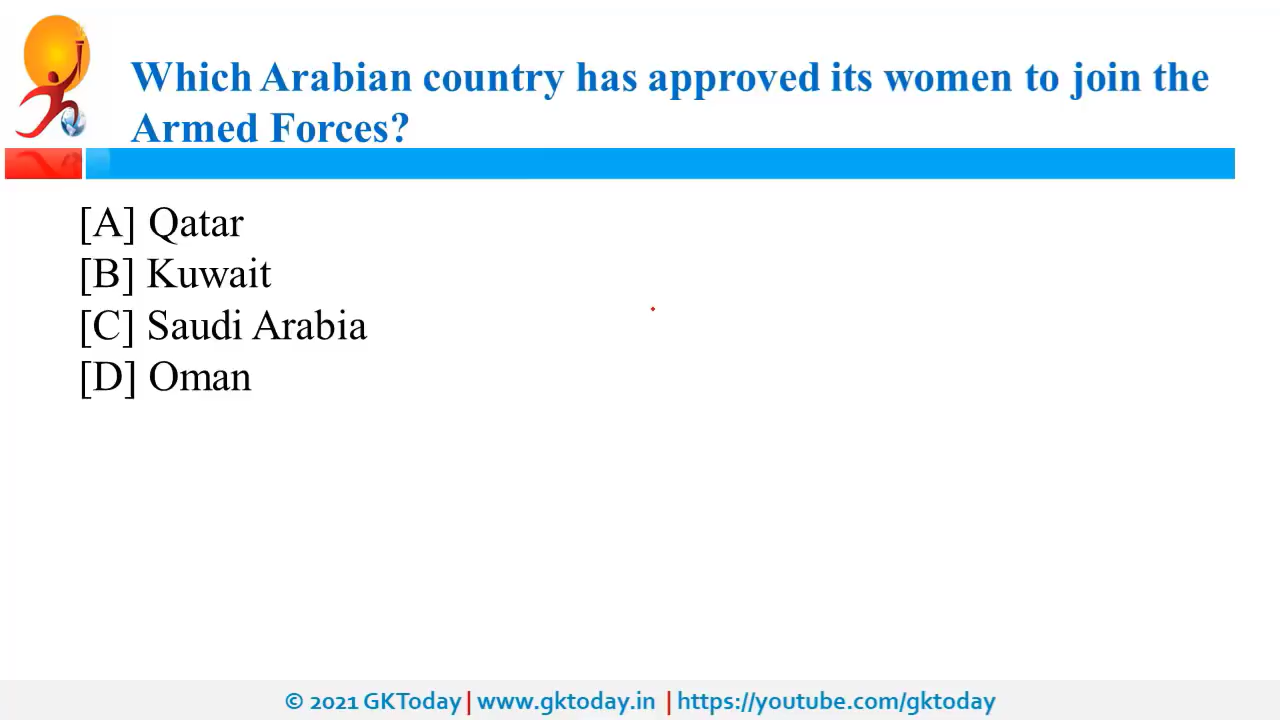 Which Arabian country has approved its women to join the
Armed Forces?
[A] Qatar
[B] Kuwait
[C] Saudi Arabia
[D] Oman
© 2021 GKToday | www.gktoday.in | https://youtube.com/gktoday